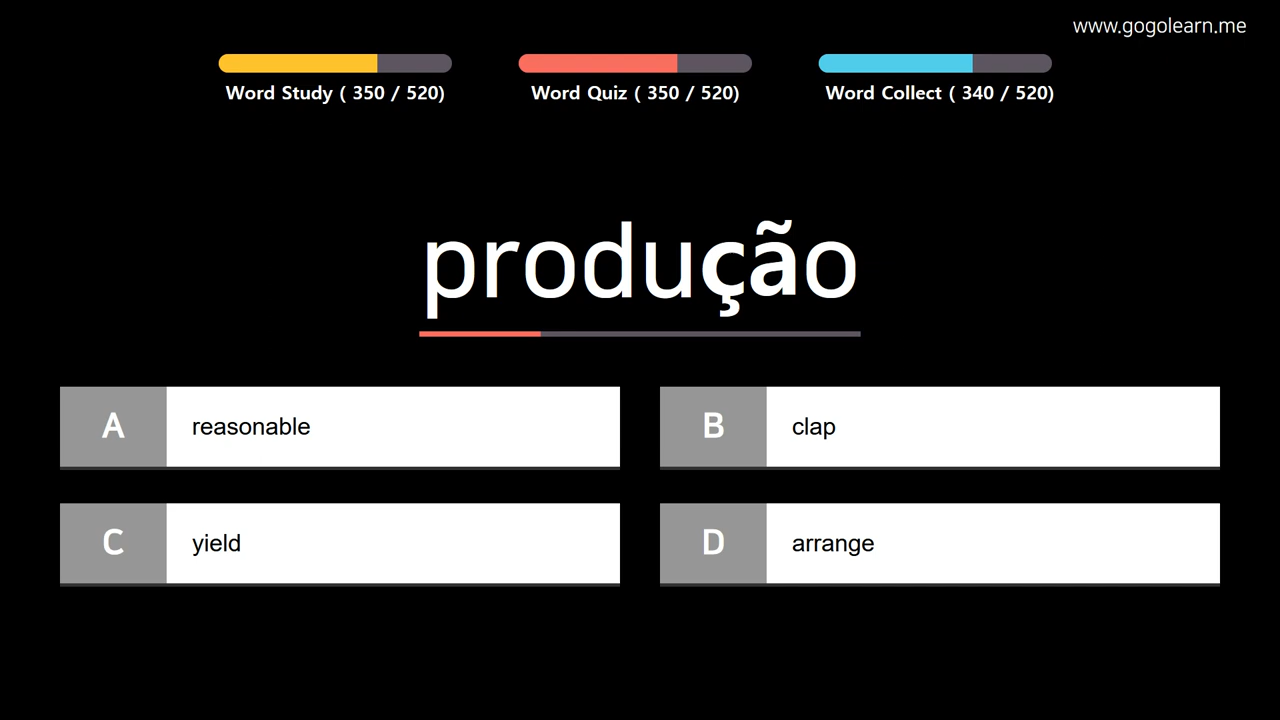 www.gogolearn.me
Word Study ( 350 / 520)
Word Quiz ( 350 / 520)
Word Collect ( 340 / 520)
produção
A reasonable
B clap
C yield
D arrange